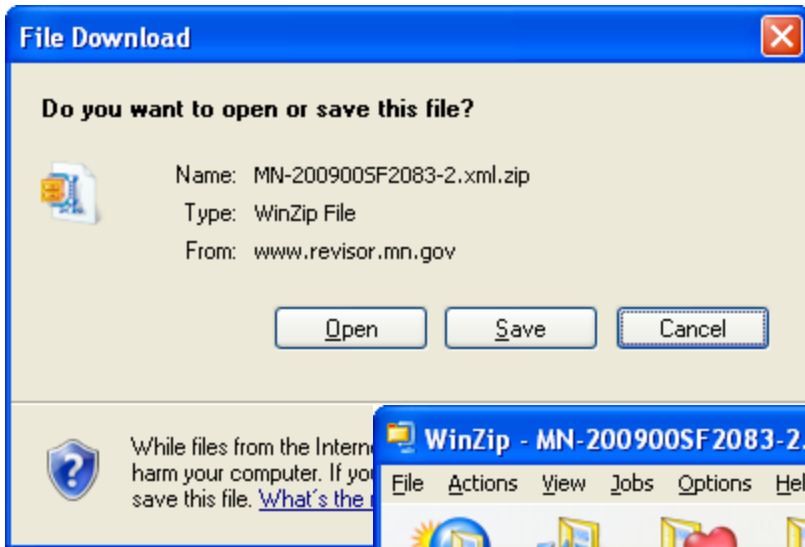 File Download
Do you want to open or save this file?
Name: MN-200900SF2083-2.xml.zip
Type: WinZip File
From: www.revisor.mn.gov
Open Save Cancel
While files from the
harm your computer. If
save this file. What's the
WinZip - MN-200900SF2083-2.
File Actions View Jobs Options